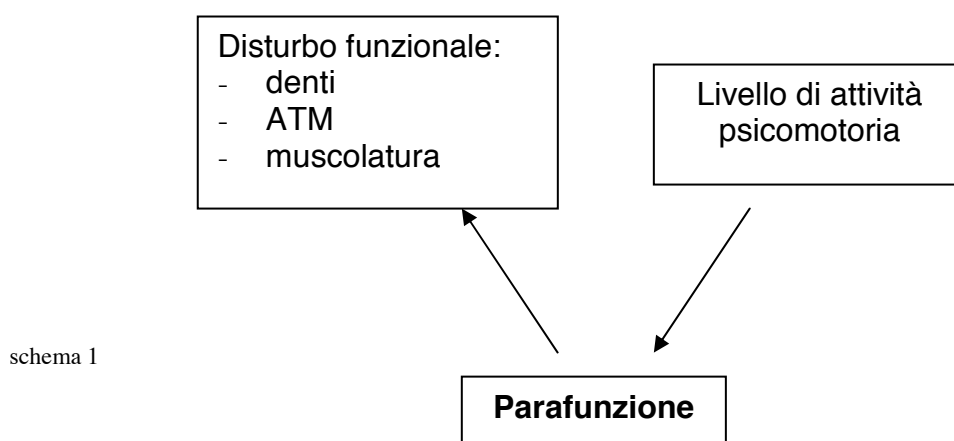 Disturbo funzionale:
- denti
- ATM
- muscolatura
Livello di attività
psicomotoria
schema 1
Parafunzione